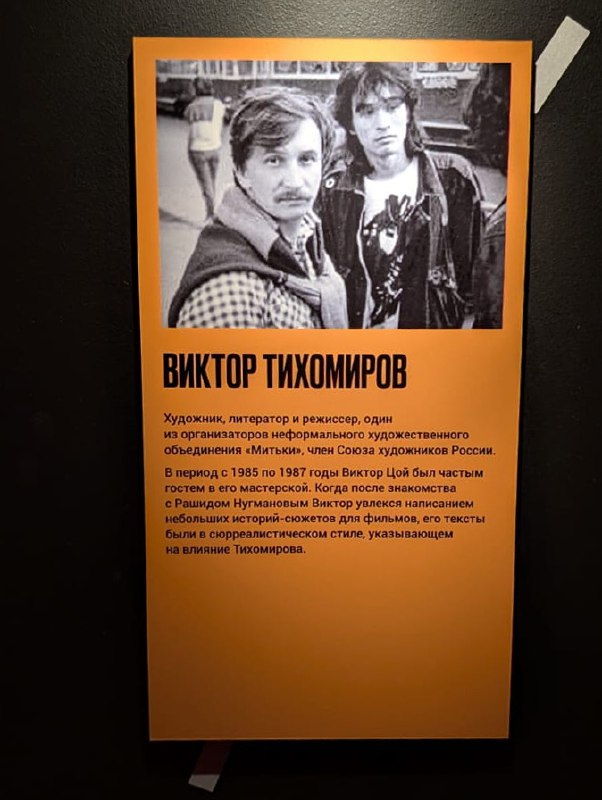 ВИКТОР ТИХОМИРОВ
Художник, литератор и режиссер, один
из организаторов неформального художественного
объединения «Митьки», член Союза художников России.
В период с 1985 по 1987 годы Виктор Цой был частым
гостем в его мастерской. Когда после знакомства
с Рашидом Нугмановым Виктор увлекся написанием
небольших историй-сюжетов для фильмов, его тексты
были в сюрреалистическом стиле, указывающем
на влияние Тихомирова.